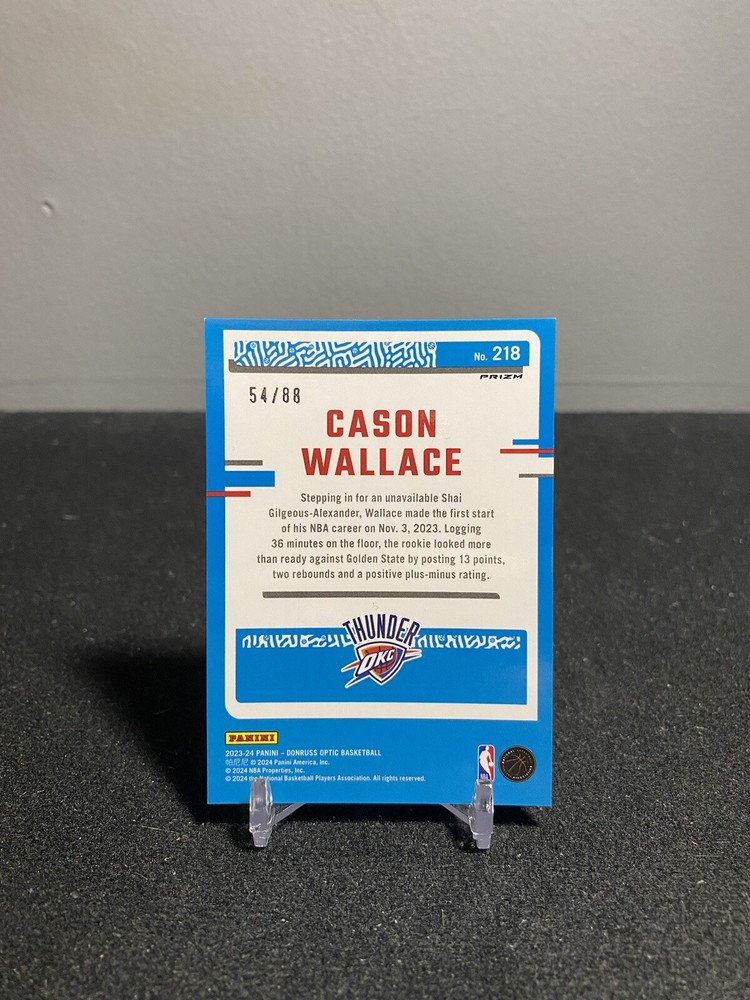 No. 218
PRIZM
54/88
CASON
WALLACE
Stepping in for an unavailable Shai
Gilgeous-Alexander, Wallace made the first start
of his NBA career on Nov. 3, 2023. Logging
36 minutes on the floor, the rookie looked more
than ready against Golden State by posting 13 points,
two rebounds and a positive plus-minus rating.
THUNDER
OKC
PANINI
2023-24 PANINI – DONRUSS OPTIC BASKETBALL
帕尼尼 © 2024 Panini America, Inc.
© 2024 NBA Properties, Inc.
© 2024 the National Basketball Players Association. All rights reserved.